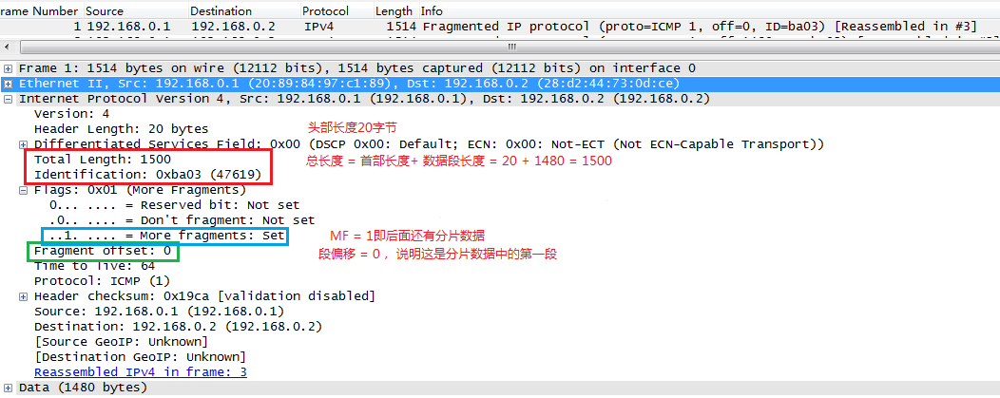 rame Number Source Destination Protocol Length Info
1 192.168.0.1 192.168.0.2 IPv4 1514 Fragmented IP protocol (proto=ICMP 1, off=0, ID=ba03) [Reassembled in #3]
Frame 1: 1514 bytes on wire (12112 bits), 1514 bytes captured (12112 bits) on interface 0
Ethernet II, Src: 192.168.0.1 (20:89:84:97:c1:89), Dst: 192.168.0.2 (28:d2:44:73:0d:ce)
Internet Protocol Version 4, Src: 192.168.0.1 (192.168.0.1), Dst: 192.168.0.2 (192.168.0.2)
Version: 4
Header Length: 20 bytes 头部长度20字节
Differentiated Services Field: 0x00 (DSCP 0x00: Default; ECN: 0x00: Not-ECT (Not ECN-Capable Transport))
Total Length: 1500 总长度 = 首部长度+ 数据段长度 = 20 + 1480 = 1500
Identification: 0xba03 (47619)
Flags: 0x01 (More Fragments)
0... .... = Reserved bit: Not set
.0.. .... = Don't fragment: Not set
..1. .... = More fragments: Set MF = 1即后面还有分片数据
Fragment offset: 0 段偏移 = 0 ，说明这是分片数据中的第一段
Time to live: 64
Protocol: ICMP (1)
Header checksum: 0x19ca [validation disabled]
Source: 192.168.0.1 (192.168.0.1)
Destination: 192.168.0.2 (192.168.0.2)
[Source GeoIP: Unknown]
[Destination GeoIP: Unknown]
Reassembled IPv4 in frame: 3
Data (1480 bytes)